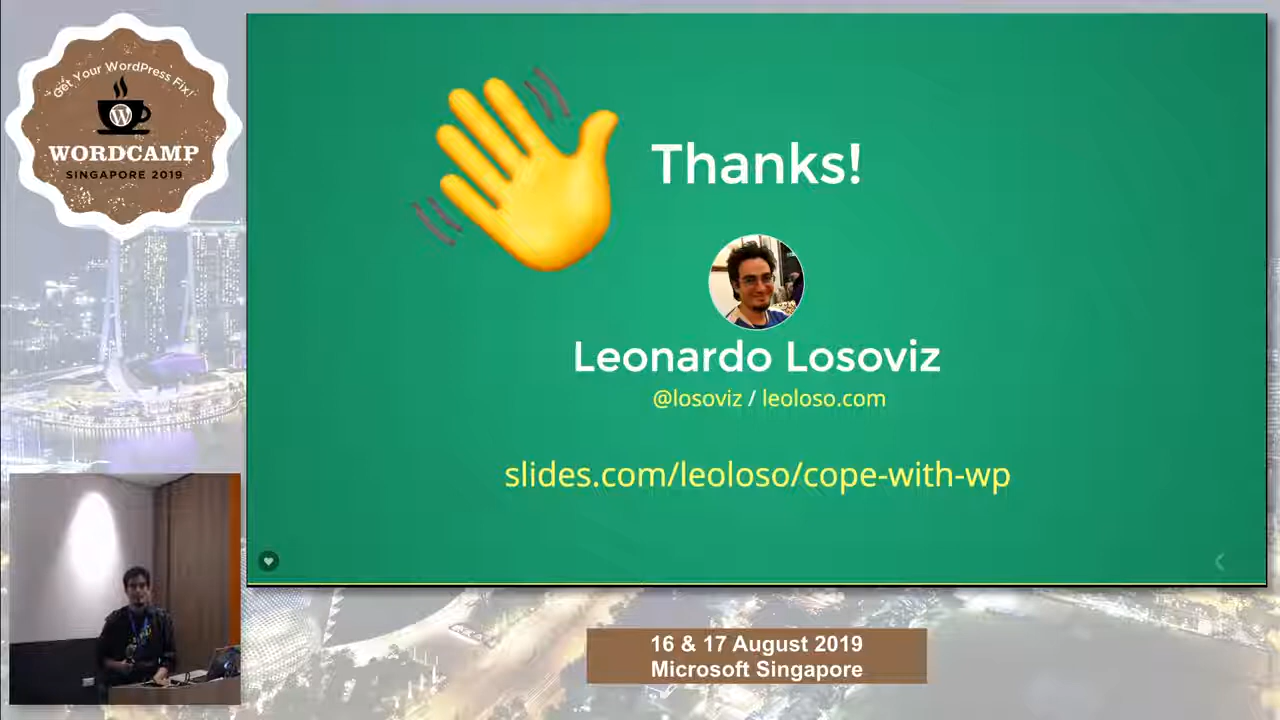 Get Your WordPress Fix!
WORDCAMP
SINGAPORE 2019
Thanks!
Leonardo Losoviz
@losoviz / leoloso.com
slides.com/leoloso/cope-with-wp
16 & 17 August 2019
Microsoft Singapore